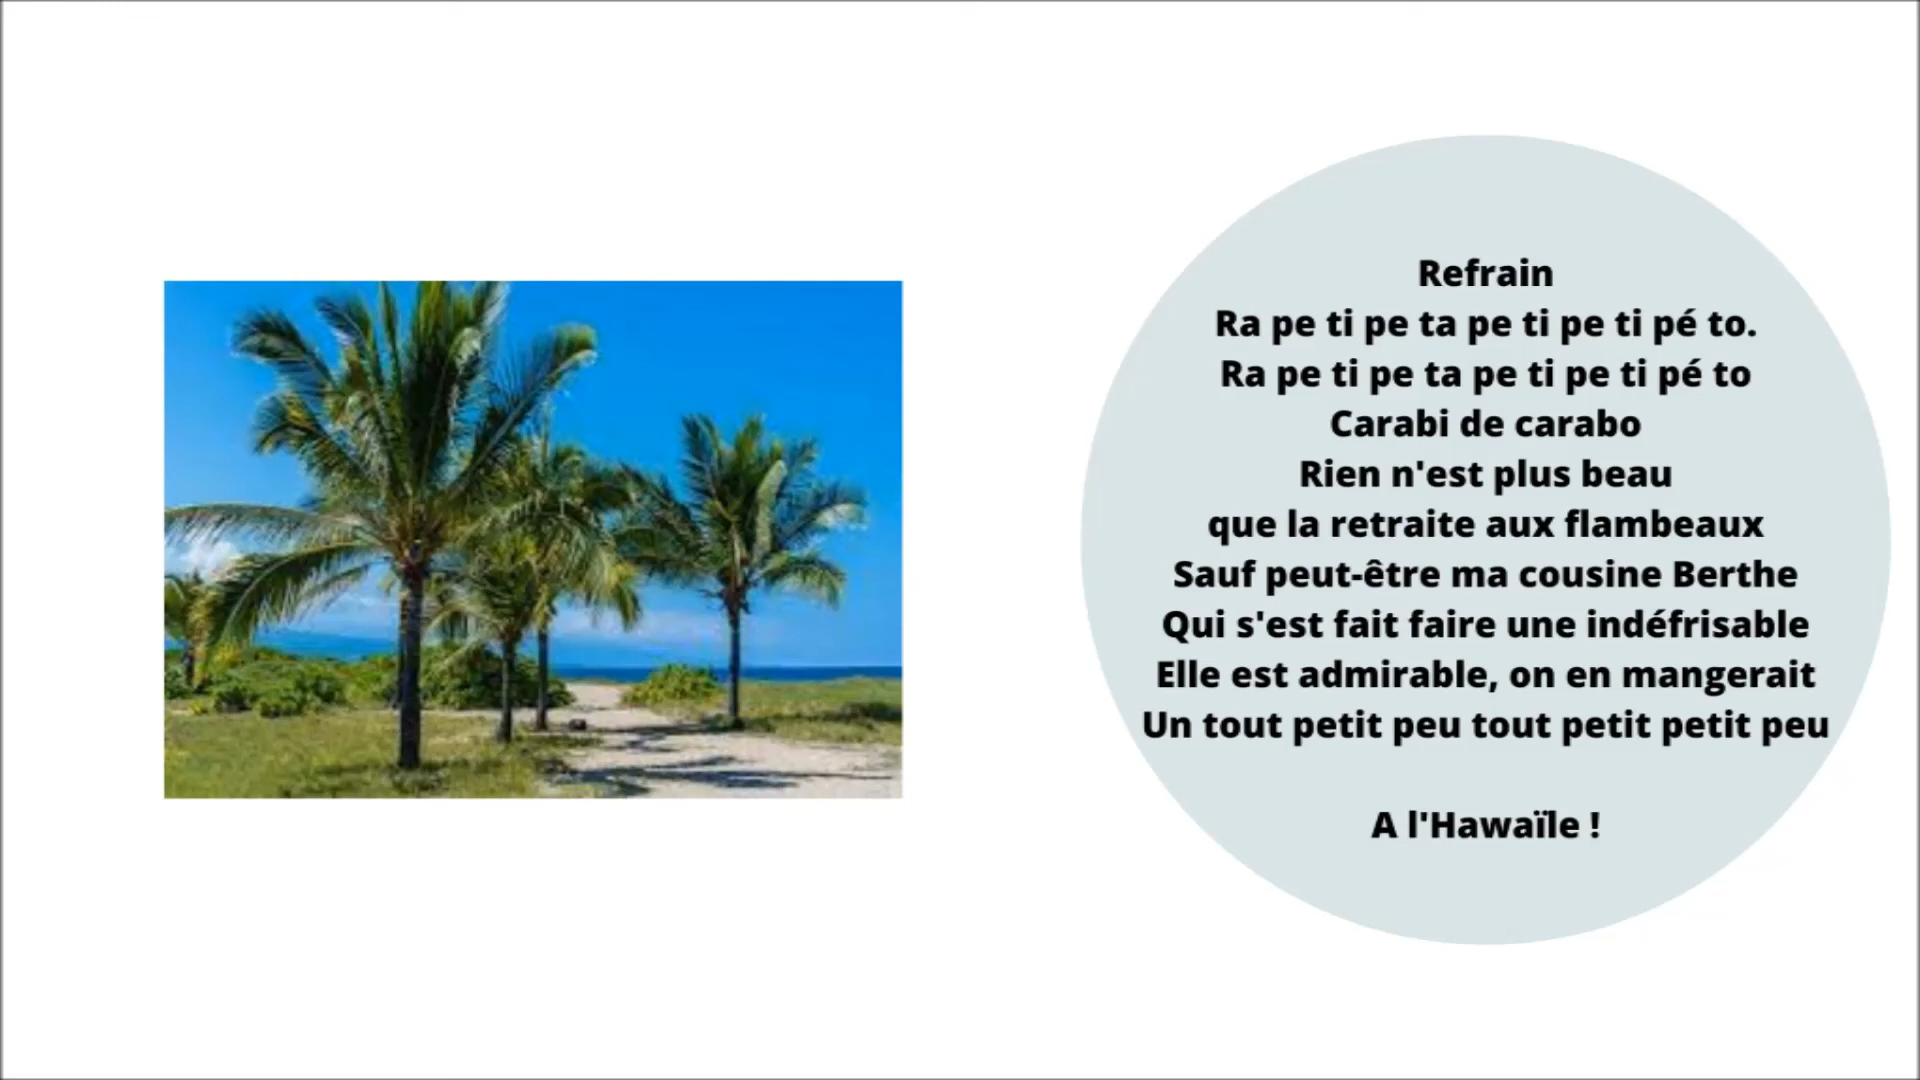 Refrain
Ra pe ti pe ta pe ti pe ti pé to.
Ra pe ti pe ta pe ti pe ti pé to
Carabi de carabo
Rien n'est plus beau
que la retraite aux flambeaux
Sauf peut-être ma cousine Berthe
Qui s'est fait faire une indéfrisable
Elle est admirable, on en mangerait
Un tout petit peu tout petit petit peu
A l'Hawaïle !